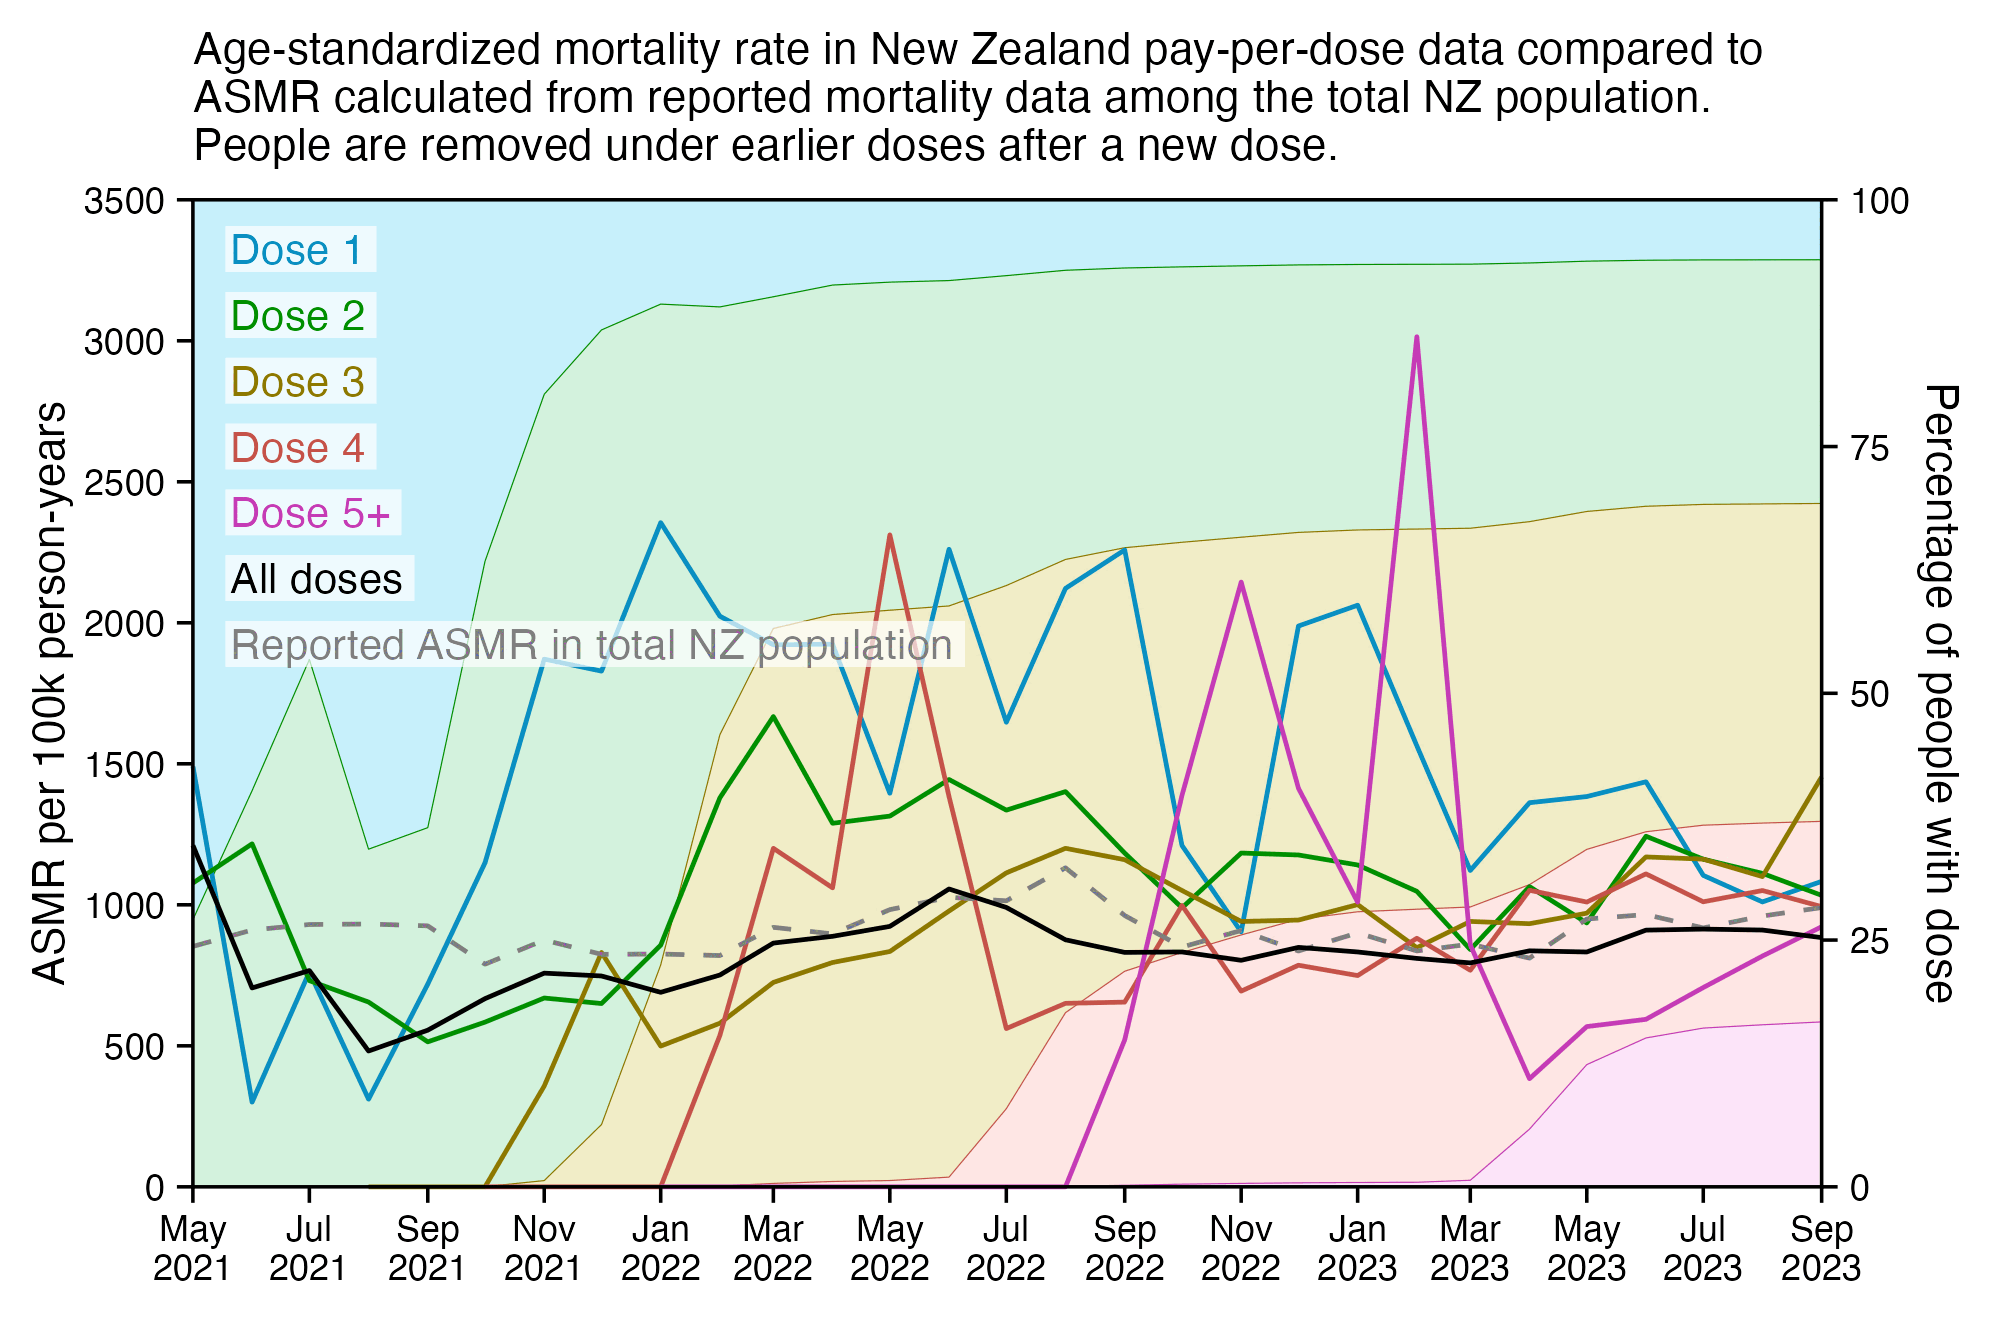 Age-standardized mortality rate in New Zealand pay-per-dose data compared to
ASMR calculated from reported mortality data among the total NZ population.
People are removed under earlier doses after a new dose.
3500
3000
2500
2000
1500
1000
500
0
ASMR per 100k person-years
Dose 1
Dose 2
Dose 3
Dose 4
Dose 5+
All doses
Reported ASMR in total NZ population
100
75
50
25
0
Percentage of people with dose
May 2021
Jul 2021
Sep 2021
Nov 2021
Jan 2022
Mar 2022
May 2022
Jul 2022
Sep 2022
Nov 2022
Jan 2023
Mar 2023
May 2023
Jul 2023
Sep 2023